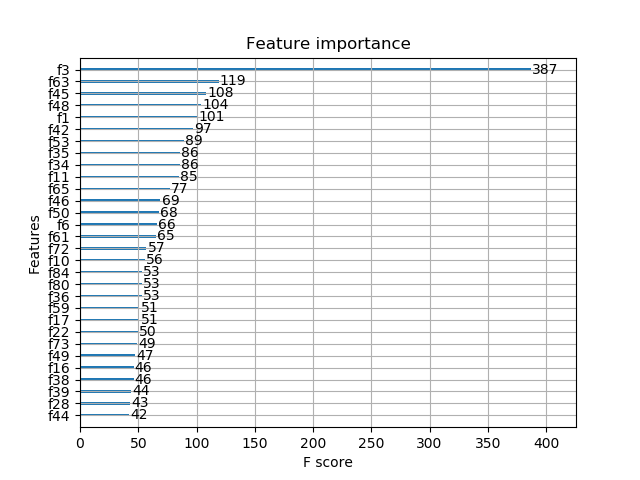 Feature importance
f3 387
f63 119
f45 108
f48 104
f1 101
f42 97
f53 89
f35 86
f34 86
f11 85
f65 77
f46 69
f50 68
f6 66
f61 65
f72 57
f10 56
f84 53
f80 53
f36 53
f59 51
f17 51
f22 50
f73 49
f49 47
f16 46
f38 46
f39 44
f28 43
f44 42
0 50 100 150 200 250 300 350 400
F score
Features